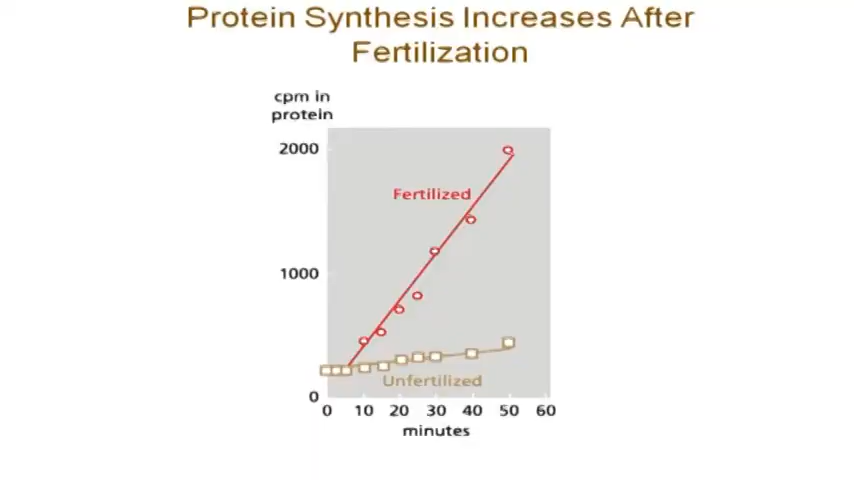 Protein Synthesis Increases After
Fertilization
cpm in
protein
2000
Fertilized
1000
Unfertilized
0
0 10 20 30 40 50 60
minutes